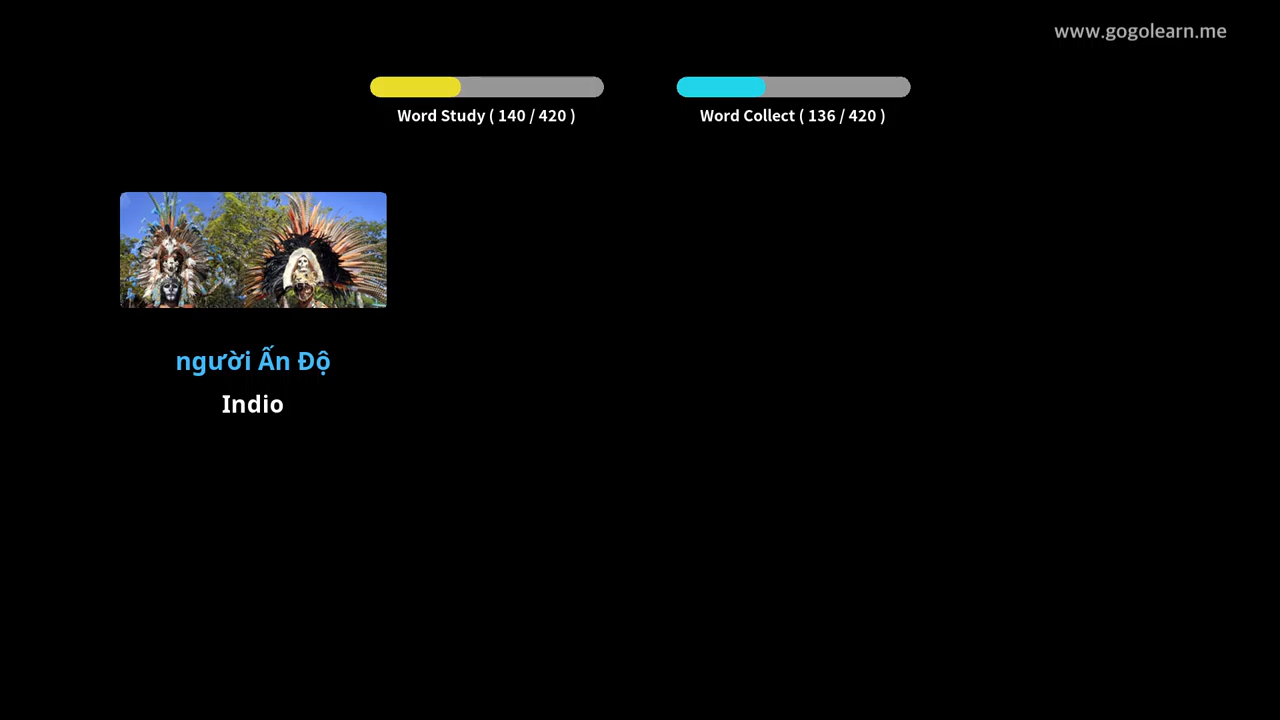 www.gogolearn.me
Word Study ( 140 / 420 )
Word Collect ( 136 / 420 )
người Ấn Độ
Indio